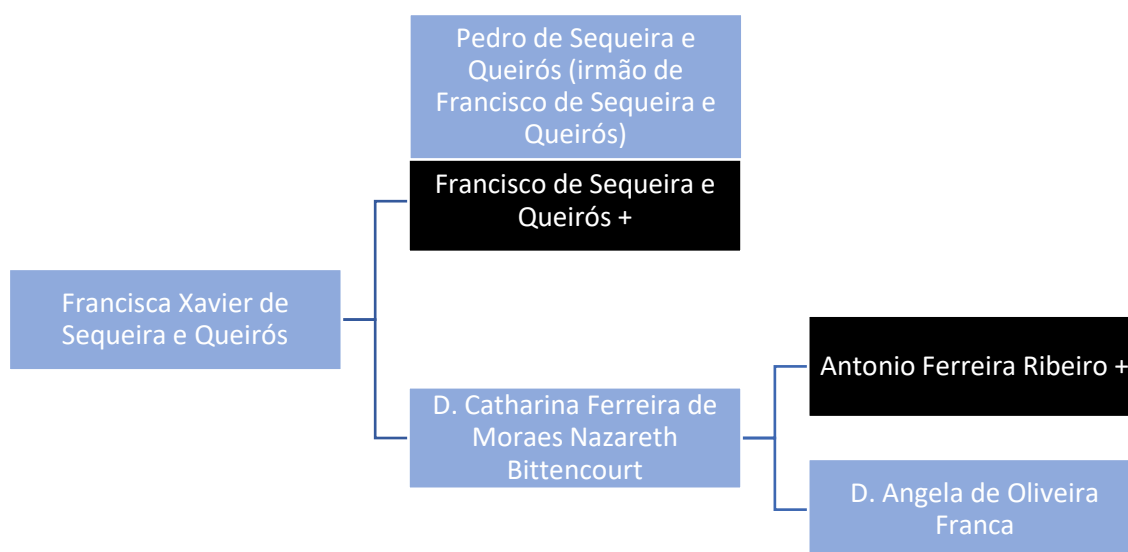 Pedro de Sequeira e
Queirós (irmão de
Francisco de Sequeira e
Queirós)
Francisco de Sequeira e
Queirós +
Francisca Xavier de
Sequeira e Queirós
Antonio Ferreira Ribeiro +
D. Catharina Ferreira de
Moraes Nazareth
Bittencourt
D. Angela de Oliveira
Franca